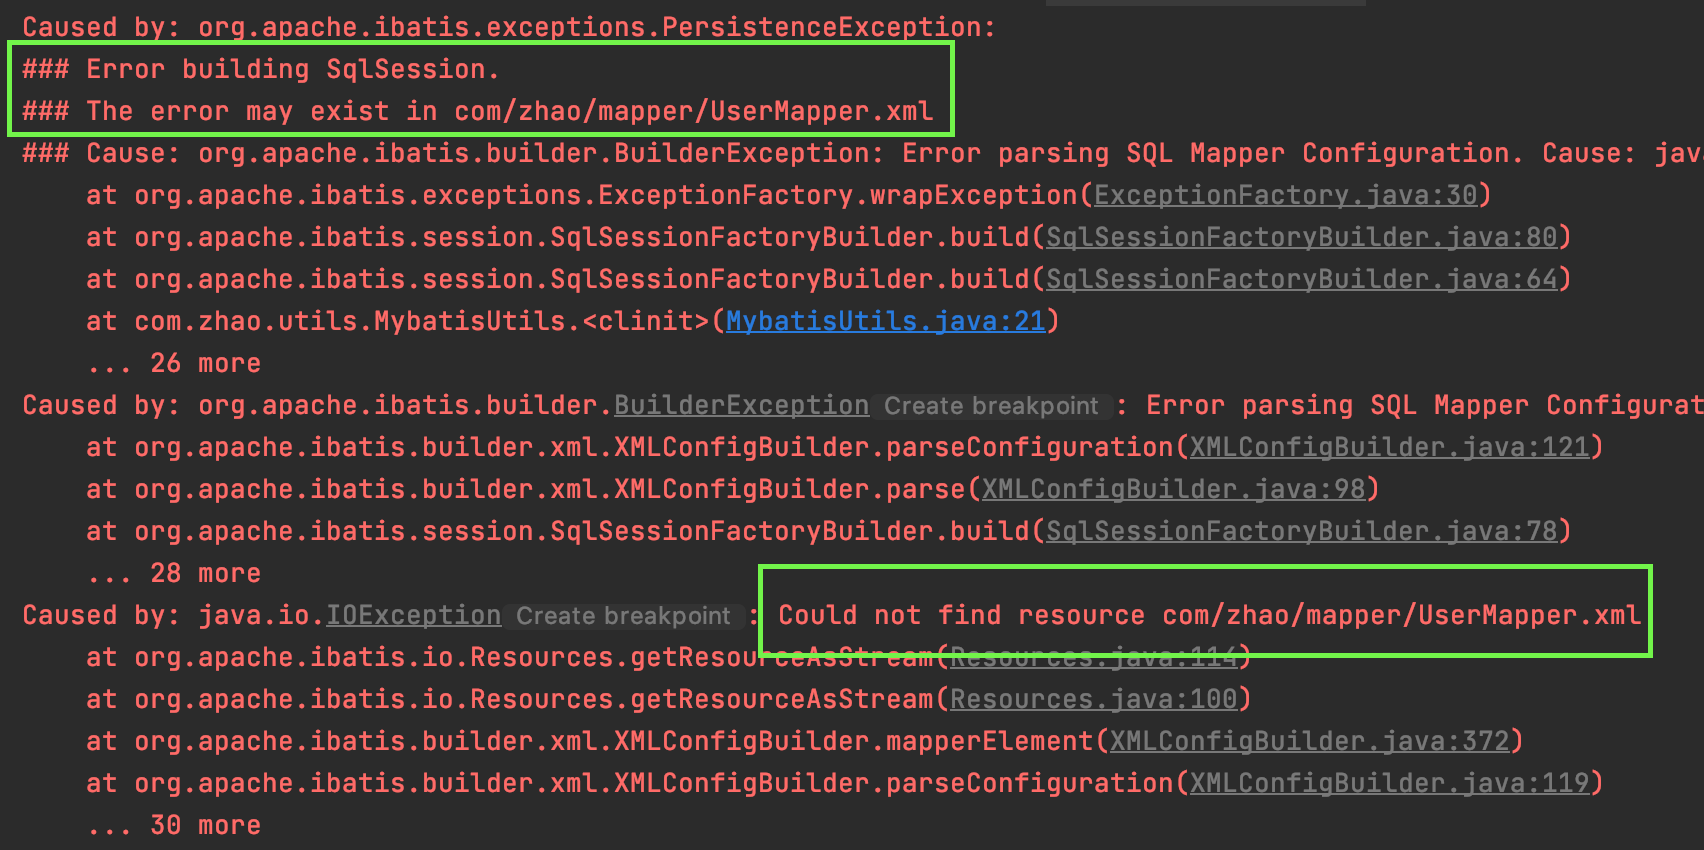 Caused by: org.apache.ibatis.exceptions.PersistenceException:
### Error building SqlSession.
### The error may exist in com/zhao/mapper/UserMapper.xml
### Cause: org.apache.ibatis.builder.BuilderException: Error parsing SQL Mapper Configuration. Cause: jav
    at org.apache.ibatis.exceptions.ExceptionFactory.wrapException(ExceptionFactory.java:30)
    at org.apache.ibatis.session.SqlSessionFactoryBuilder.build(SqlSessionFactoryBuilder.java:80)
    at org.apache.ibatis.session.SqlSessionFactoryBuilder.build(SqlSessionFactoryBuilder.java:64)
    at com.zhao.utils.MybatisUtils.<clinit>(MybatisUtils.java:21)
    ... 26 more
Caused by: org.apache.ibatis.builder.BuilderException Create breakpoint : Error parsing SQL Mapper Configurat
    at org.apache.ibatis.builder.xml.XMLConfigBuilder.parseConfiguration(XMLConfigBuilder.java:121)
    at org.apache.ibatis.builder.xml.XMLConfigBuilder.parse(XMLConfigBuilder.java:98)
    at org.apache.ibatis.session.SqlSessionFactoryBuilder.build(SqlSessionFactoryBuilder.java:78)
    ... 28 more
Caused by: java.io.IOException Create breakpoint : Could not find resource com/zhao/mapper/UserMapper.xml
    at org.apache.ibatis.io.Resources.getResourceAsStream(Resources.java:114)
    at org.apache.ibatis.io.Resources.getResourceAsStream(Resources.java:100)
    at org.apache.ibatis.builder.xml.XMLConfigBuilder.mapperElement(XMLConfigBuilder.java:372)
    at org.apache.ibatis.builder.xml.XMLConfigBuilder.parseConfiguration(XMLConfigBuilder.java:119)
    ... 30 more